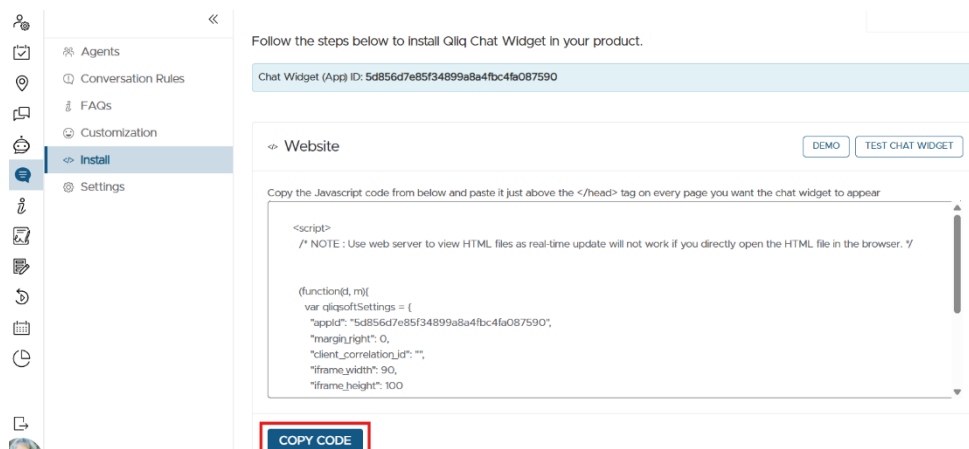 «
Agents
Conversation Rules
FAQs
Customization
</> Install
Settings
Follow the steps below to install Qliq Chat Widget in your product.
Chat Widget (App) ID: 5d856d7e85f34899a8a4fbc4fa087590
</> Website
DEMO
TEST CHAT WIDGET
Copy the Javascript code from below and paste it just above the </head> tag on every page you want the chat widget to appear
<script>
/* NOTE : Use web server to view HTML files as real-time update will not work if you directly open the HTML file in the browser. */
(function(d, m){
var qliqsoftSettings = {
"appId": "5d856d7e85f34899a8a4fbc4fa087590",
"margin_right": 0,
"client_correlation_id": "",
"iframe_width": 90,
"iframe_height": 100
COPY CODE